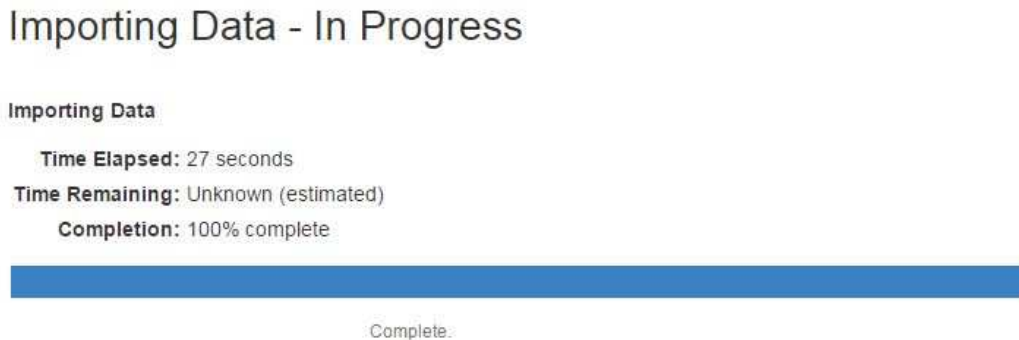 Importing Data - In Progress
Importing Data
Time Elapsed: 27 seconds
Time Remaining: Unknown (estimated)
Completion: 100% complete
Complete.